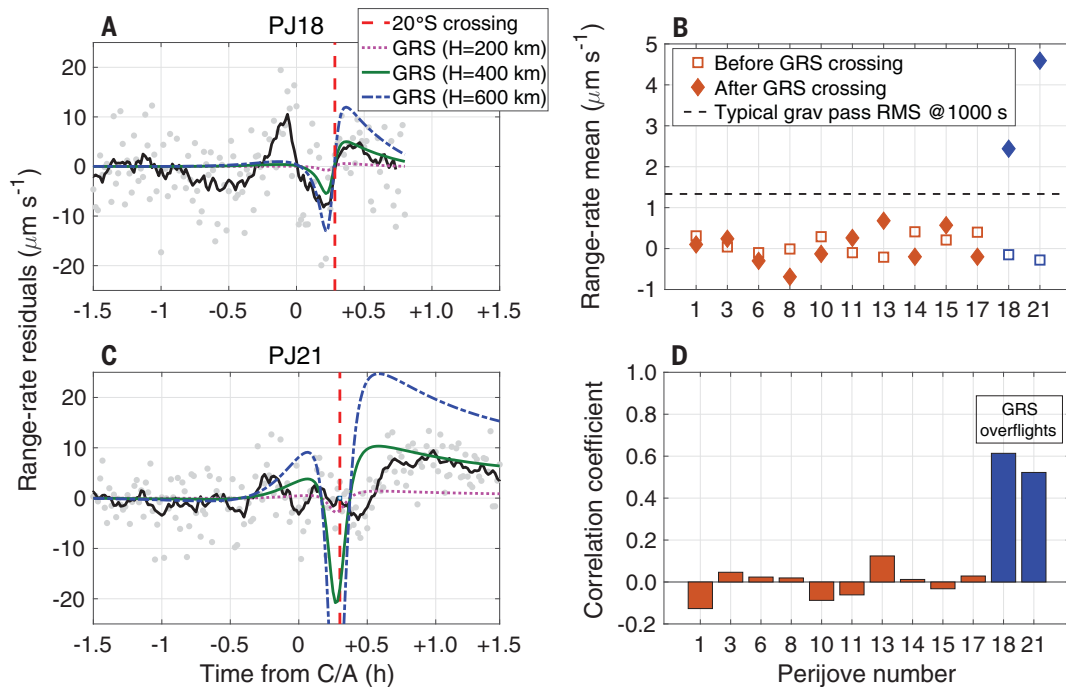 A
PJ18
20°S crossing
GRS (H=200 km)
GRS (H=400 km)
GRS (H=600 km)
20
10
0
-10
-20
-1.5
-1
-0.5
0
+0.5
+1.0
+1.5
Range-rate residuals (μm s⁻¹)
C
PJ21
20
10
0
-10
-20
-1.5
-1
-0.5
0
+0.5
+1.0
+1.5
Time from C/A (h)
B
Before GRS crossing
After GRS crossing
Typical grav pass RMS @1000 s
Range-rate mean (μm s⁻¹)
5
4
3
2
1
0
-1
1 3 6 8 10 11 13 14 15 17 18 21
D
GRS
overflights
Correlation coefficient
1.0
0.8
0.6
0.4
0.2
0.0
-0.2
1 3 6 8 10 11 13 14 15 17 18 21
Perijove number